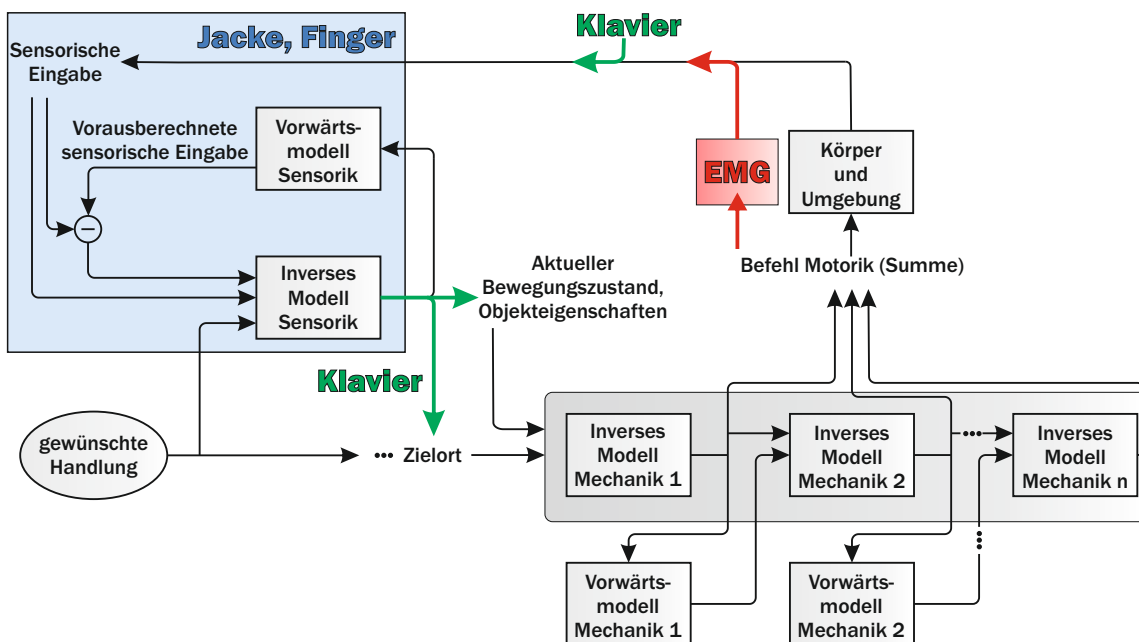 Klavier
Jacke, Finger
Sensorische
Eingabe
Vorausberechnete
sensorische Eingabe
Vorwärts-
modell
Sensorik
EMG
Körper
und
Umgebung
−
Inverses
Modell
Sensorik
Aktueller
Bewegungszustand,
Objekteigenschaften
Befehl Motorik (Summe)
Klavier
gewünschte
Handlung
••• Zielort
Inverses
Modell
Mechanik 1
Inverses
Modell
Mechanik 2
•••
Inverses
Modell
Mechanik n
•••
Vorwärts-
modell
Mechanik 1
Vorwärts-
modell
Mechanik 2